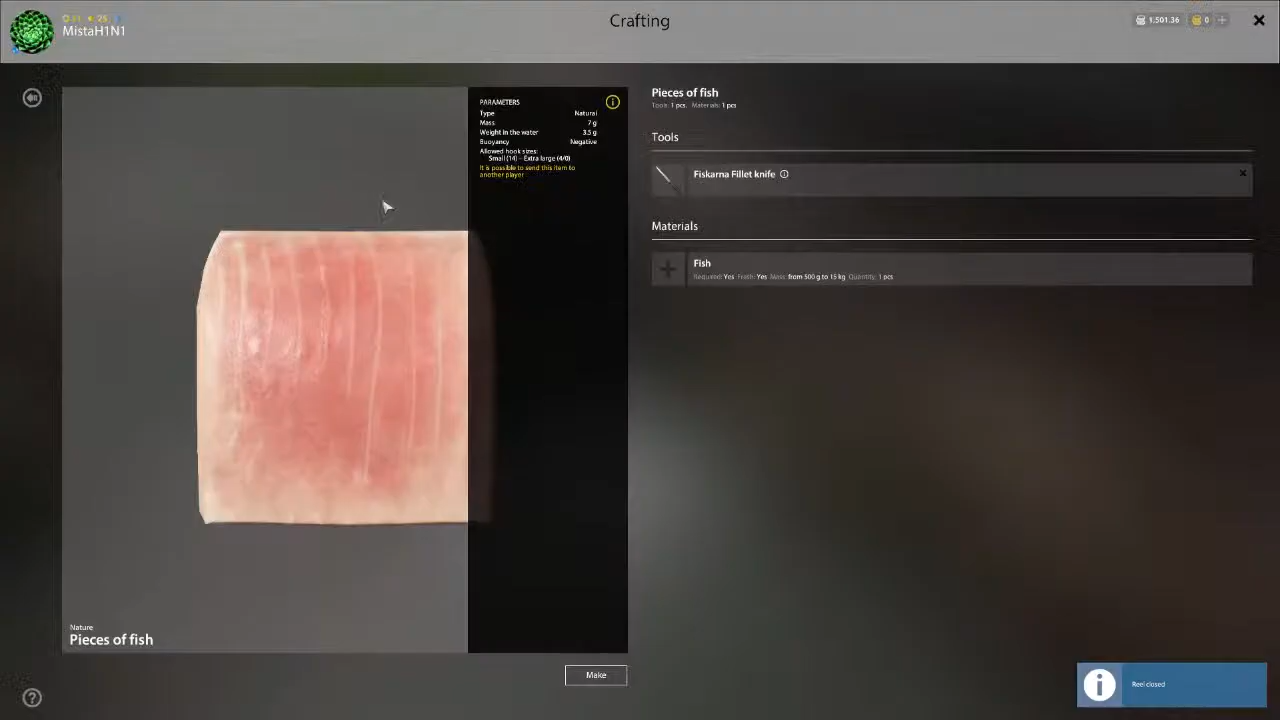 25
MistaH1N1
Crafting
1,501.36
0
Pieces of fish
Tools: 1 pcs. Materials: 1 pcs
PARAMETERS
Type Natural
Mass 7 g
Weight in the water 3.5 g
Buoyancy Negative
Allowed hook sizes:
Small (14) - Extra large (4/0)
It is possible to send this item to
another player
Tools
Fiskarna Fillet knife
Materials
Fish
Required: Yes Fresh: Yes Mass: from 500 g to 15 kg Quantity: 1 pcs
Nature
Pieces of fish
Make
Reel closed